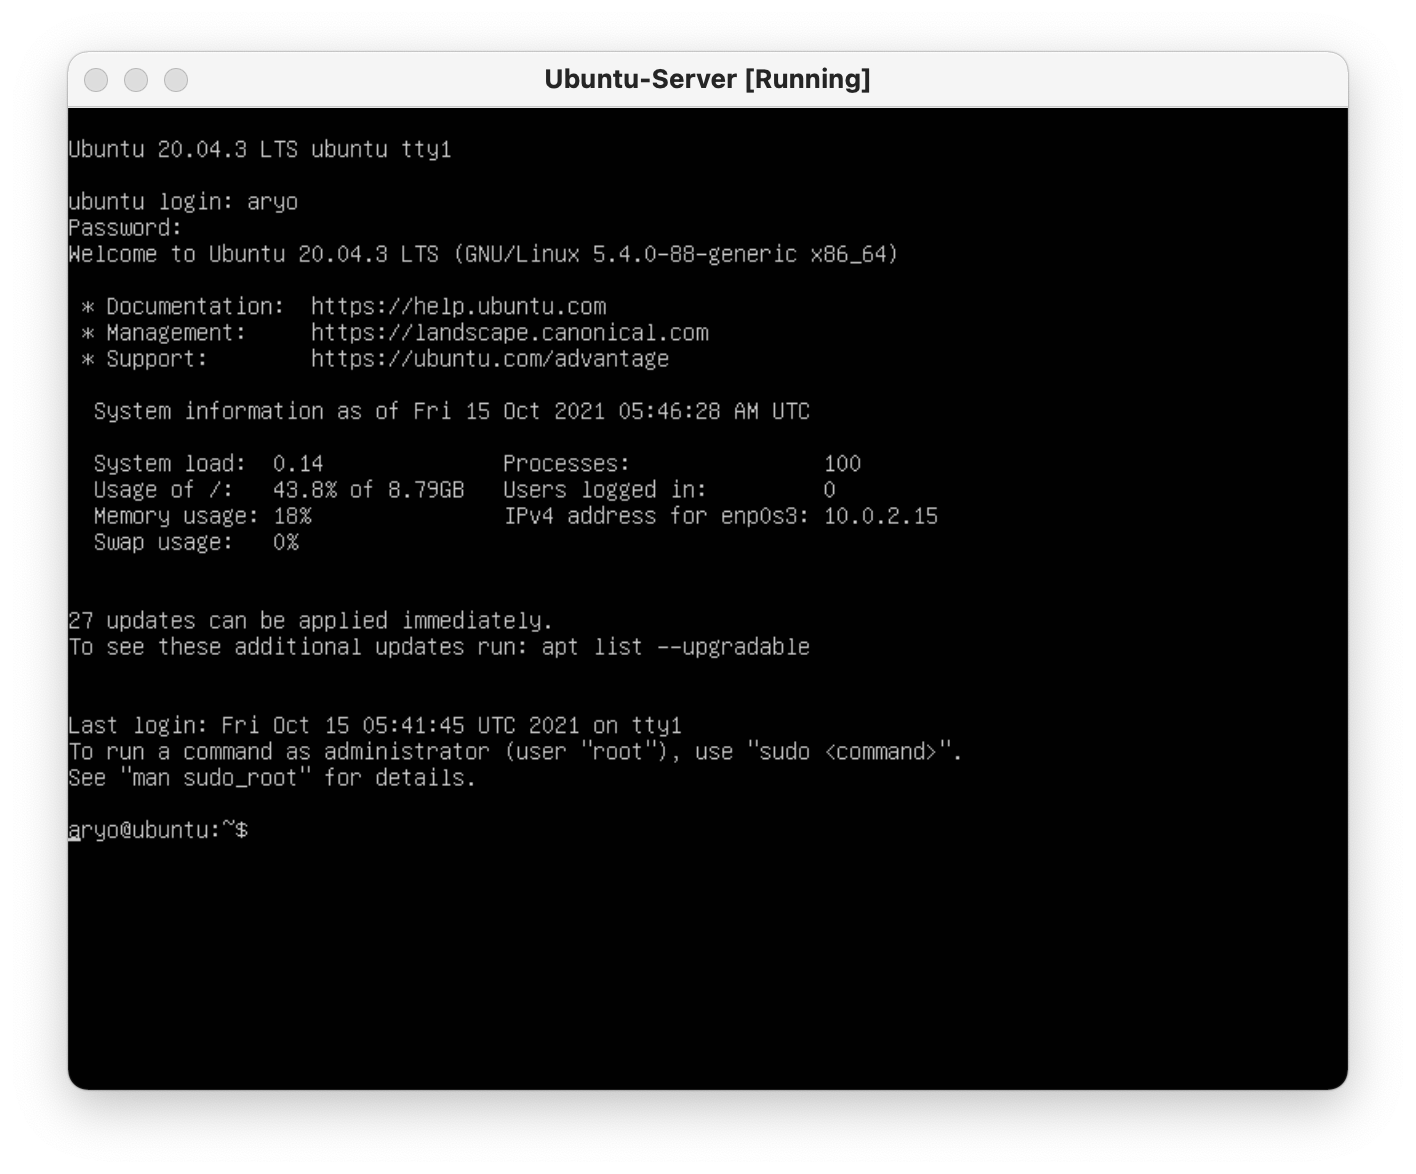 Ubuntu-Server [Running]
Ubuntu 20.04.3 LTS ubuntu tty1
ubuntu login: aryo
Password:
Welcome to Ubuntu 20.04.3 LTS (GNU/Linux 5.4.0-88-generic x86_64)
* Documentation:  https://help.ubuntu.com
* Management:     https://landscape.canonical.com
* Support:        https://ubuntu.com/advantage
System information as of Fri 15 Oct 2021 05:46:28 AM UTC
System load:  0.14              Processes:               100
Usage of /:   43.8% of 8.79GB   Users logged in:         0
Memory usage: 18%               IPv4 address for enp0s3: 10.0.2.15
Swap usage:   0%
27 updates can be applied immediately.
To see these additional updates run: apt list --upgradable
Last login: Fri Oct 15 05:41:45 UTC 2021 on tty1
To run a command as administrator (user "root"), use "sudo <command>".
See "man sudo_root" for details.
aryo@ubuntu:~$